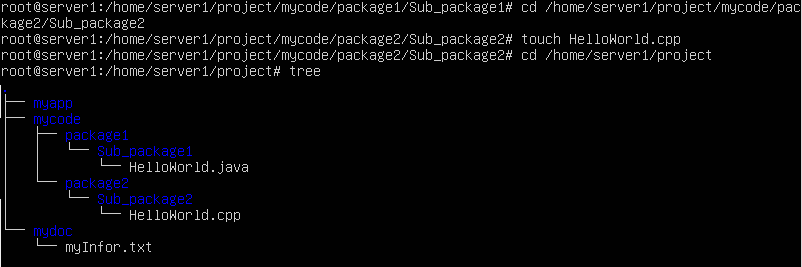 root@server1:/home/server1/project/mycode/package1/Sub_package1# cd /home/server1/project/mycode/pac
kage2/Sub_package2
root@server1:/home/server1/project/mycode/package2/Sub_package2# touch HelloWorld.cpp
root@server1:/home/server1/project/mycode/package2/Sub_package2# cd /home/server1/project
root@server1:/home/server1/project# tree
.
├── myapp
├── mycode
│   ├── package1
│   │   └── Sub_package1
│   │       └── HelloWorld.java
│   └── package2
│       └── Sub_package2
│           └── HelloWorld.cpp
└── mydoc
    └── myInfor.txt